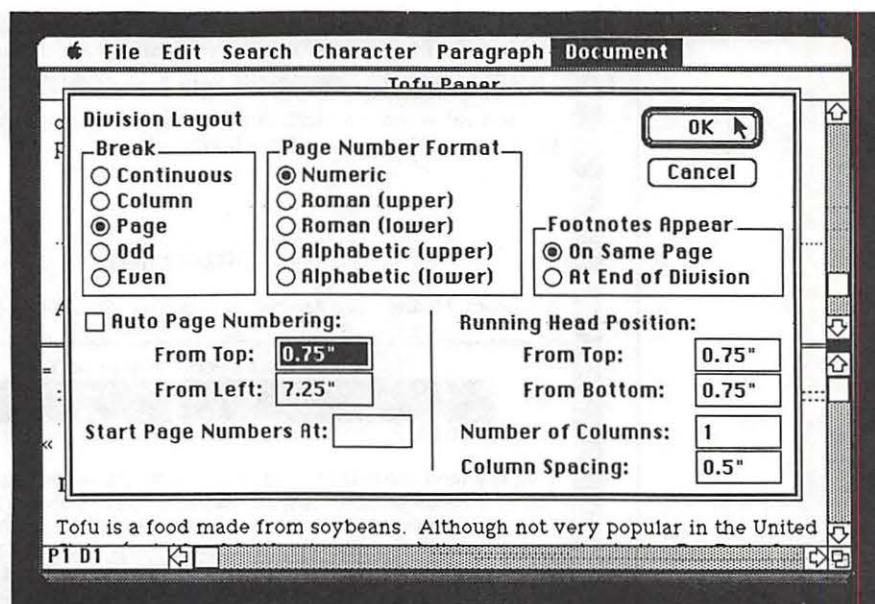 File Edit Search Character Paragraph Document
Tofu Paper
Division Layout
OK
Cancel
Break
Continuous
Column
Page
Odd
Even
Page Number Format
Numeric
Roman (upper)
Roman (lower)
Alphabetic (upper)
Alphabetic (lower)
Footnotes Appear
On Same Page
At End of Division
Auto Page Numbering:
From Top: 0.75"
From Left: 7.25"
Start Page Numbers At:
Running Head Position:
From Top: 0.75"
From Bottom: 0.75"
Number of Columns: 1
Column Spacing: 0.5"
Tofu is a food made from soybeans. Although not very popular in the United
P1 D1